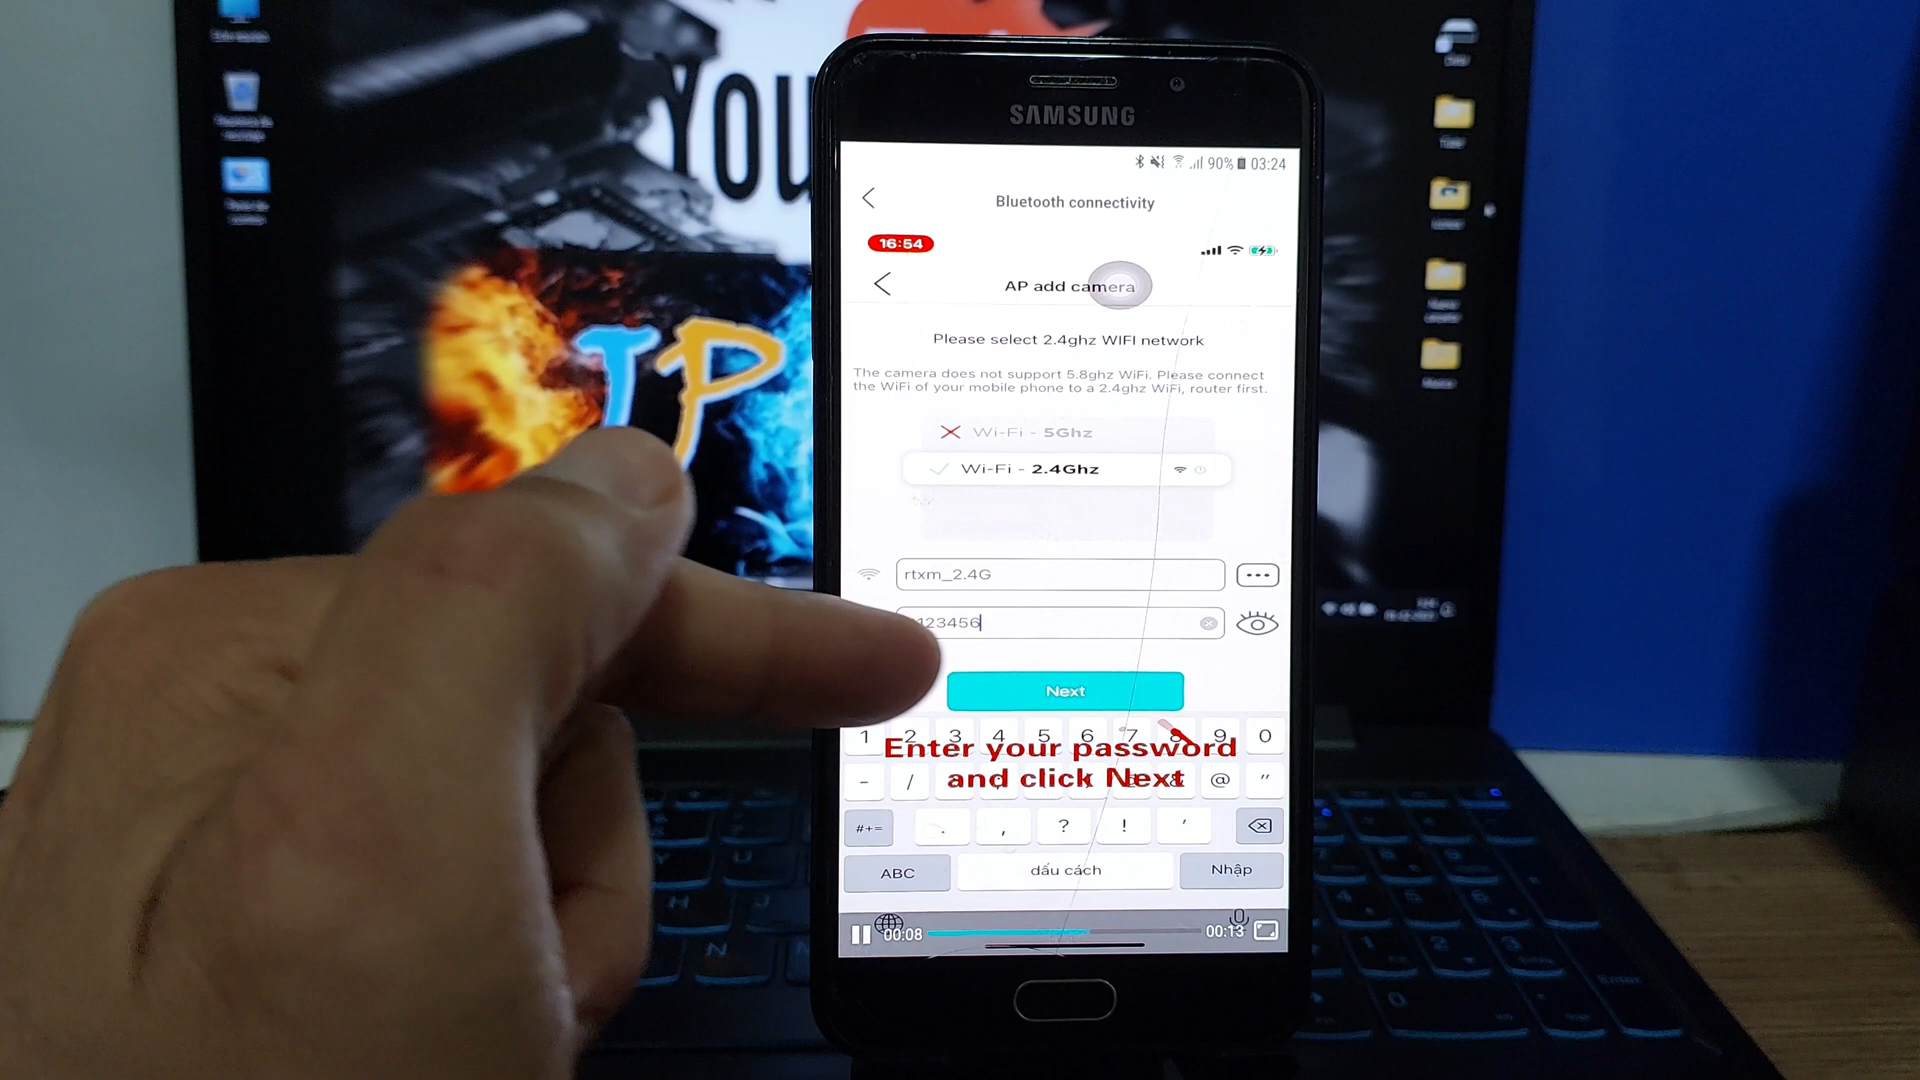 You
JP
SAMSUNG
90% 03:24
Bluetooth connectivity
16:54
AP add camera
Please select 2.4ghz WIFI network
The camera does not support 5.8ghz WiFi. Please connect
the WiFi of your mobile phone to a 2.4ghz WiFi, router first.
Wi-Fi - 5Ghz
Wi-Fi - 2.4Ghz
rtxm_2.4G
123456
Next
1 2 3 4 5 6 7 8 9 0
Enter your password
and click Next
- / @ "
#+= . , ? ! '
ABC dấu cách Nhập
00:08 00:13